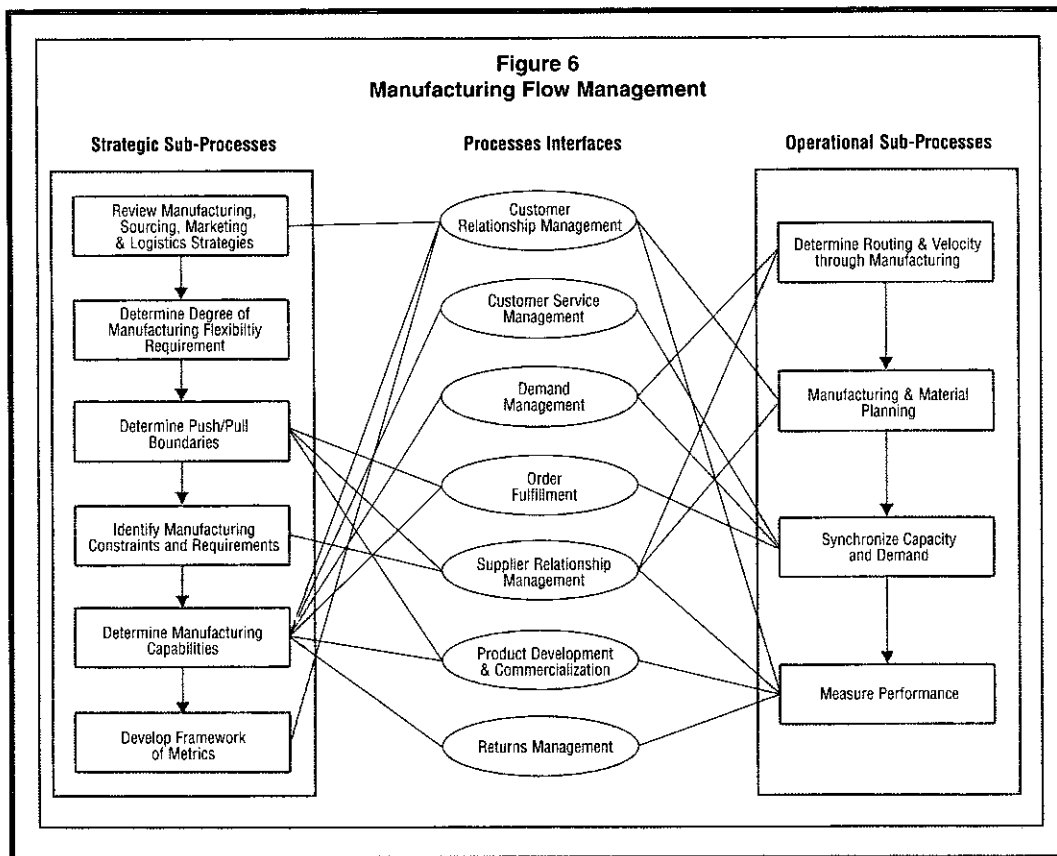 Figure 6
Manufacturing Flow Management
Strategic Sub-Processes
Processes Interfaces
Operational Sub-Processes
Review Manufacturing,
Sourcing, Marketing
& Logistics Strategies
Determine Degree of
Manufacturing Flexibiltiy
Requirement
Determine Push/Pull
Boundaries
Identify Manufacturing
Constraints and Requirements
Determine Manufacturing
Capabilities
Develop Framework
of Metrics
Customer
Relationship Management
Customer Service
Management
Demand
Management
Order
Fulfillment
Supplier Relationship
Management
Product Development
& Commercialization
Returns Management
Determine Routing & Velocity
through Manufacturing
Manufacturing & Material
Planning
Synchronize Capacity
and Demand
Measure Performance